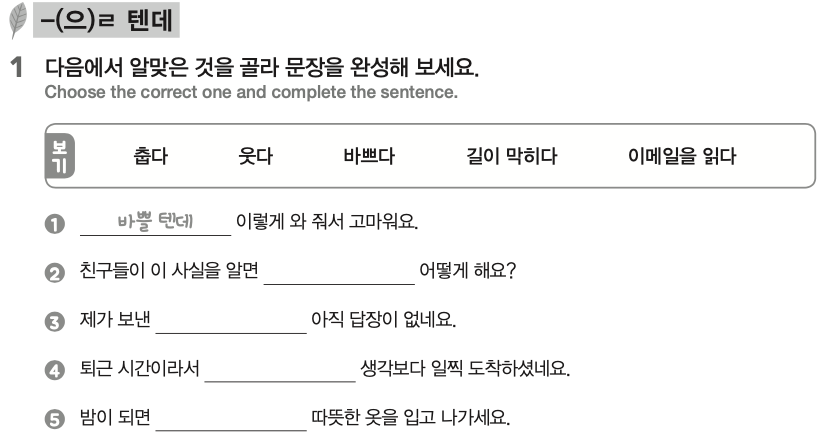 -(으)ㄹ 텐데
1 다음에서 알맞은 것을 골라 문장을 완성해 보세요.
Choose the correct one and complete the sentence.
보기 춥다 웃다 바쁘다 길이 막히다 이메일을 읽다
1 바쁠 텐데 이렇게 와 줘서 고마워요.
2 친구들이 이 사실을 알면 어떻게 해요?
3 제가 보낸 아직 답장이 없네요.
4 퇴근 시간이라서 생각보다 일찍 도착하셨네요.
5 밤이 되면 따뜻한 옷을 입고 나가세요.